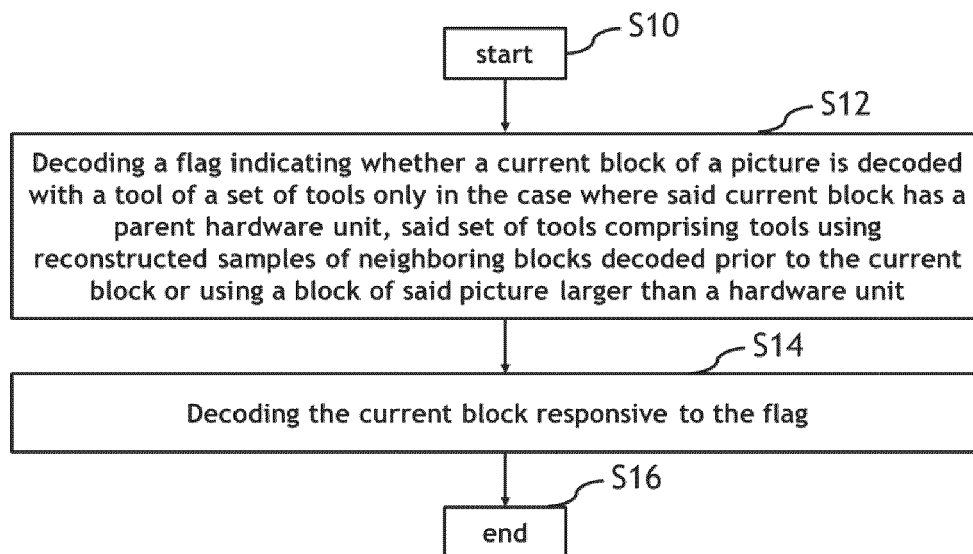 S10
start
S12
Decoding a flag indicating whether a current block of a picture is decoded
with a tool of a set of tools only in the case where said current block has a
parent hardware unit, said set of tools comprising tools using
reconstructed samples of neighboring blocks decoded prior to the current
block or using a block of said picture larger than a hardware unit
S14
Decoding the current block responsive to the flag
S16
end